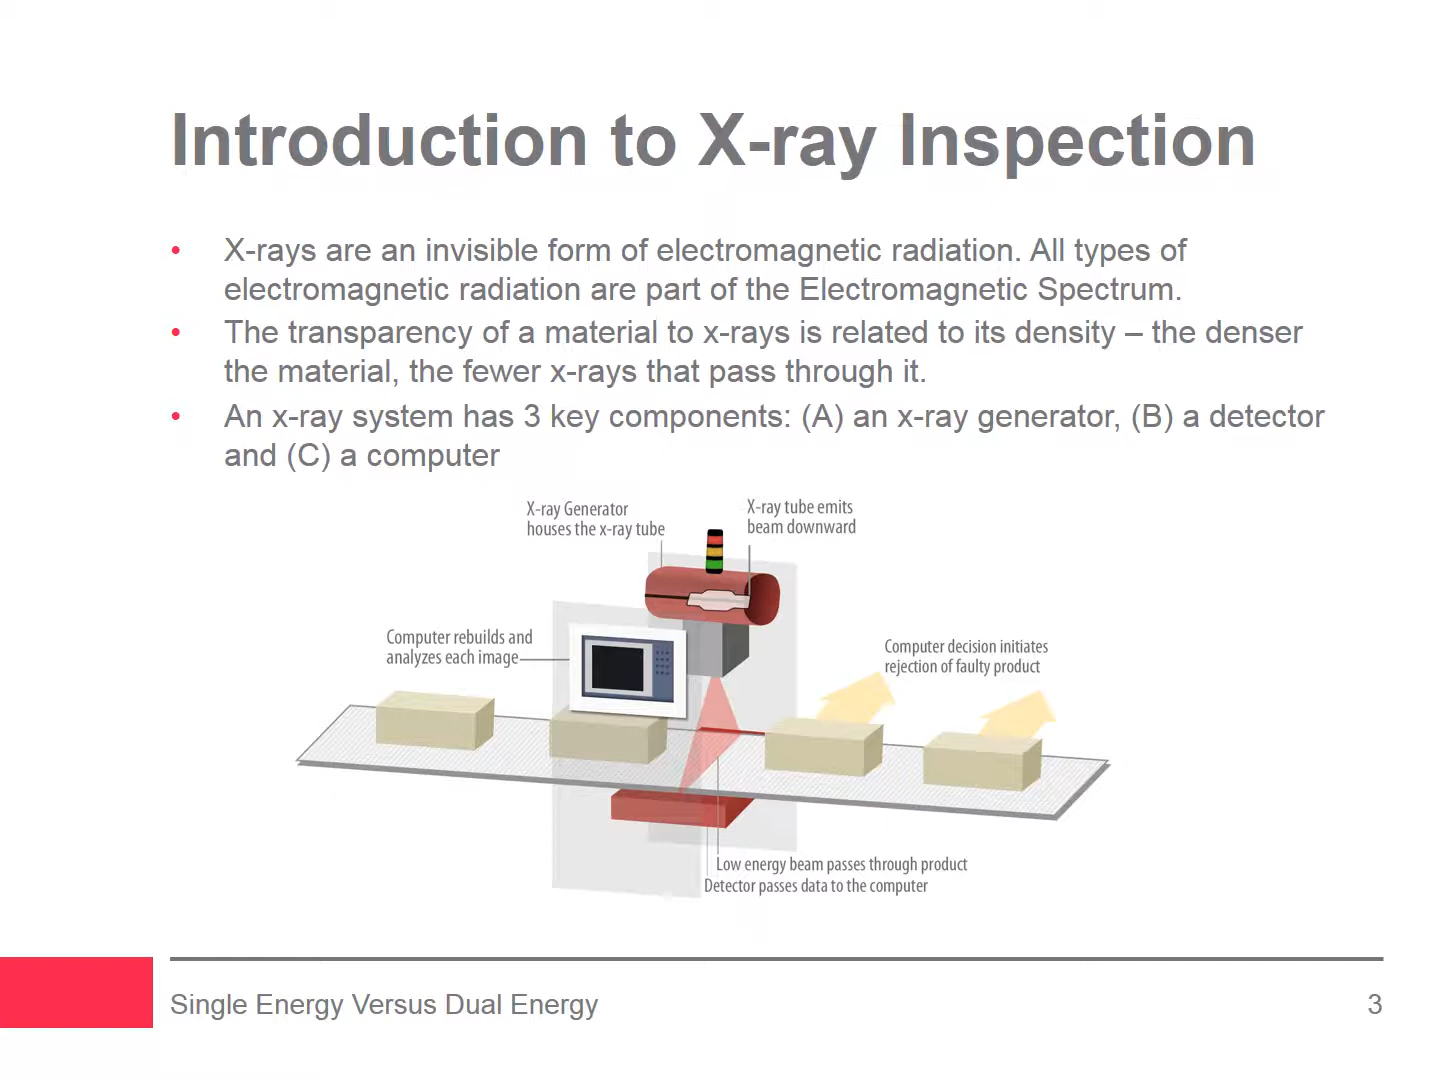 Introduction to X-ray Inspection
• X-rays are an invisible form of electromagnetic radiation. All types of
electromagnetic radiation are part of the Electromagnetic Spectrum.
• The transparency of a material to x-rays is related to its density – the denser
the material, the fewer x-rays that pass through it.
• An x-ray system has 3 key components: (A) an x-ray generator, (B) a detector
and (C) a computer
X-ray Generator
houses the x-ray tube
X-ray tube emits
beam downward
Computer rebuilds and
analyzes each image
Computer decision initiates
rejection of faulty product
Low energy beam passes through product
Detector passes data to the computer
Single Energy Versus Dual Energy
3